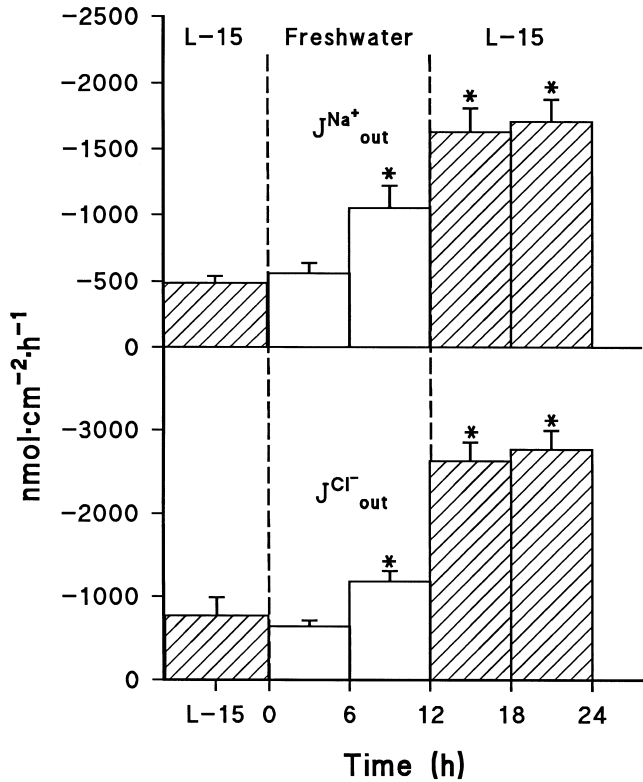 −2500
L−15 Freshwater L−15
−2000
*
*
J^Na+ out
−1500
*
−1000
−500
0
nmol·cm−2·h−1
−3000
*
*
−2000
J^Cl− out
*
−1000
0
L−15 0 6 12 18 24
Time (h)